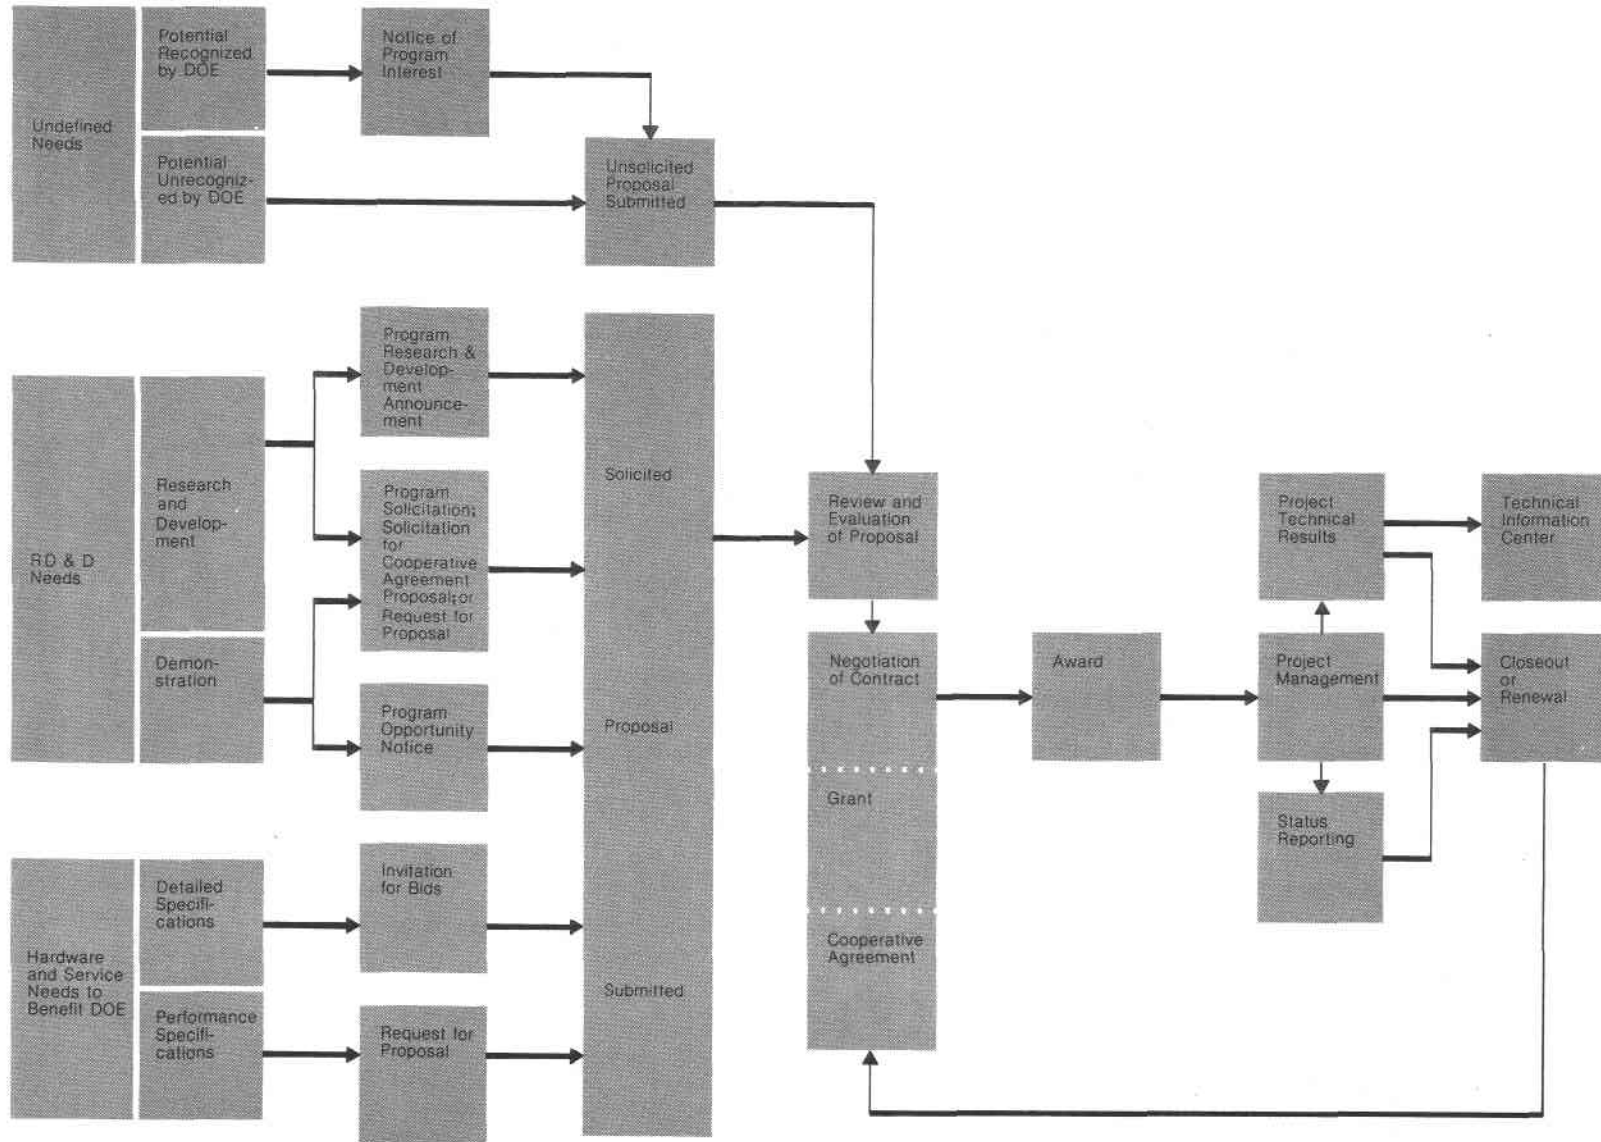 Undefined
Needs
Potential
Recognized
by DOE
Potential
Unrecogniz-
ed by DOE
Notice of
Program
Interest
Unsolicited
Proposal
Submitted
RD & D
Needs
Research
and
Develop-
ment
Demon-
stration
Program
Research &
Develop-
ment
Announce-
ment
Program
Solicitation;
Solicitation
for
Cooperative
Agreement
Proposal; or
Request for
Proposal
Program
Opportunity
Notice
Hardware
and Service
Needs to
Benefit DOE
Detailed
Specifi-
cations
Performance
Specifi-
cations
Invitation
for Bids
Request for
Proposal
Solicited
Proposal
Submitted
Review and
Evaluation
of Proposal
Negotiation
of Contract
Grant
Cooperative
Agreement
Award
Project
Technical
Results
Project
Management
Status
Reporting
Technical
Information
Center
Closeout
or
Renewal